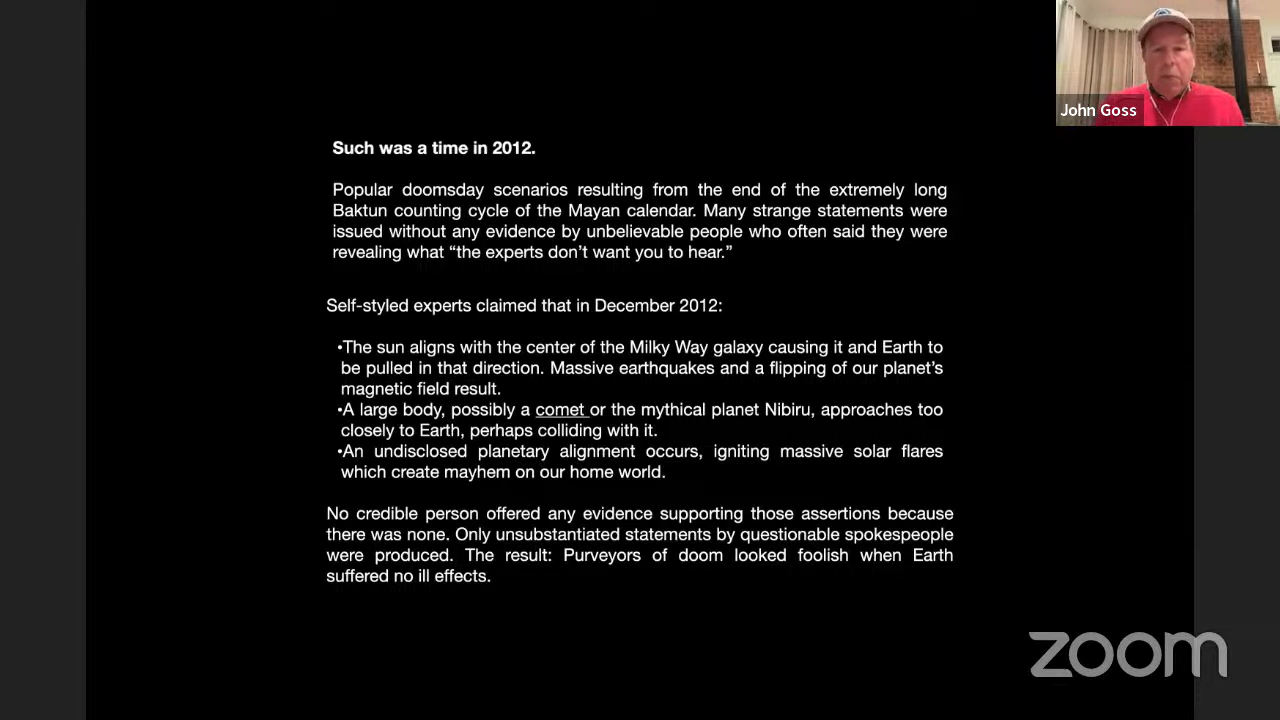 John Goss
Such was a time in 2012.
Popular doomsday scenarios resulting from the end of the extremely long
Baktun counting cycle of the Mayan calendar. Many strange statements were
issued without any evidence by unbelievable people who often said they were
revealing what “the experts don’t want you to hear.”
Self-styled experts claimed that in December 2012:
•The sun aligns with the center of the Milky Way galaxy causing it and Earth to
be pulled in that direction. Massive earthquakes and a flipping of our planet’s
magnetic field result.
•A large body, possibly a comet or the mythical planet Nibiru, approaches too
closely to Earth, perhaps colliding with it.
•An undisclosed planetary alignment occurs, igniting massive solar flares
which create mayhem on our home world.
No credible person offered any evidence supporting those assertions because
there was none. Only unsubstantiated statements by questionable spokespeople
were produced. The result: Purveyors of doom looked foolish when Earth
suffered no ill effects.
zoom